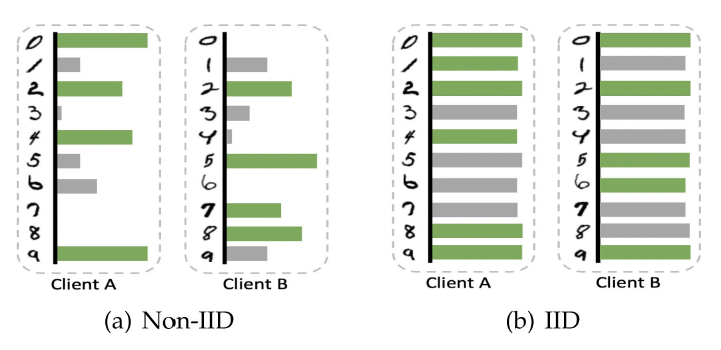 0 0 0 0
1 1 1 1
2 2 2 2
3 3 3 3
4 4 4 4
5 5 5 5
6 6 6 6
7 7 7 7
8 8 8 8
9 9 9 9
Client A Client B Client A Client B
(a) Non-IID (b) IID